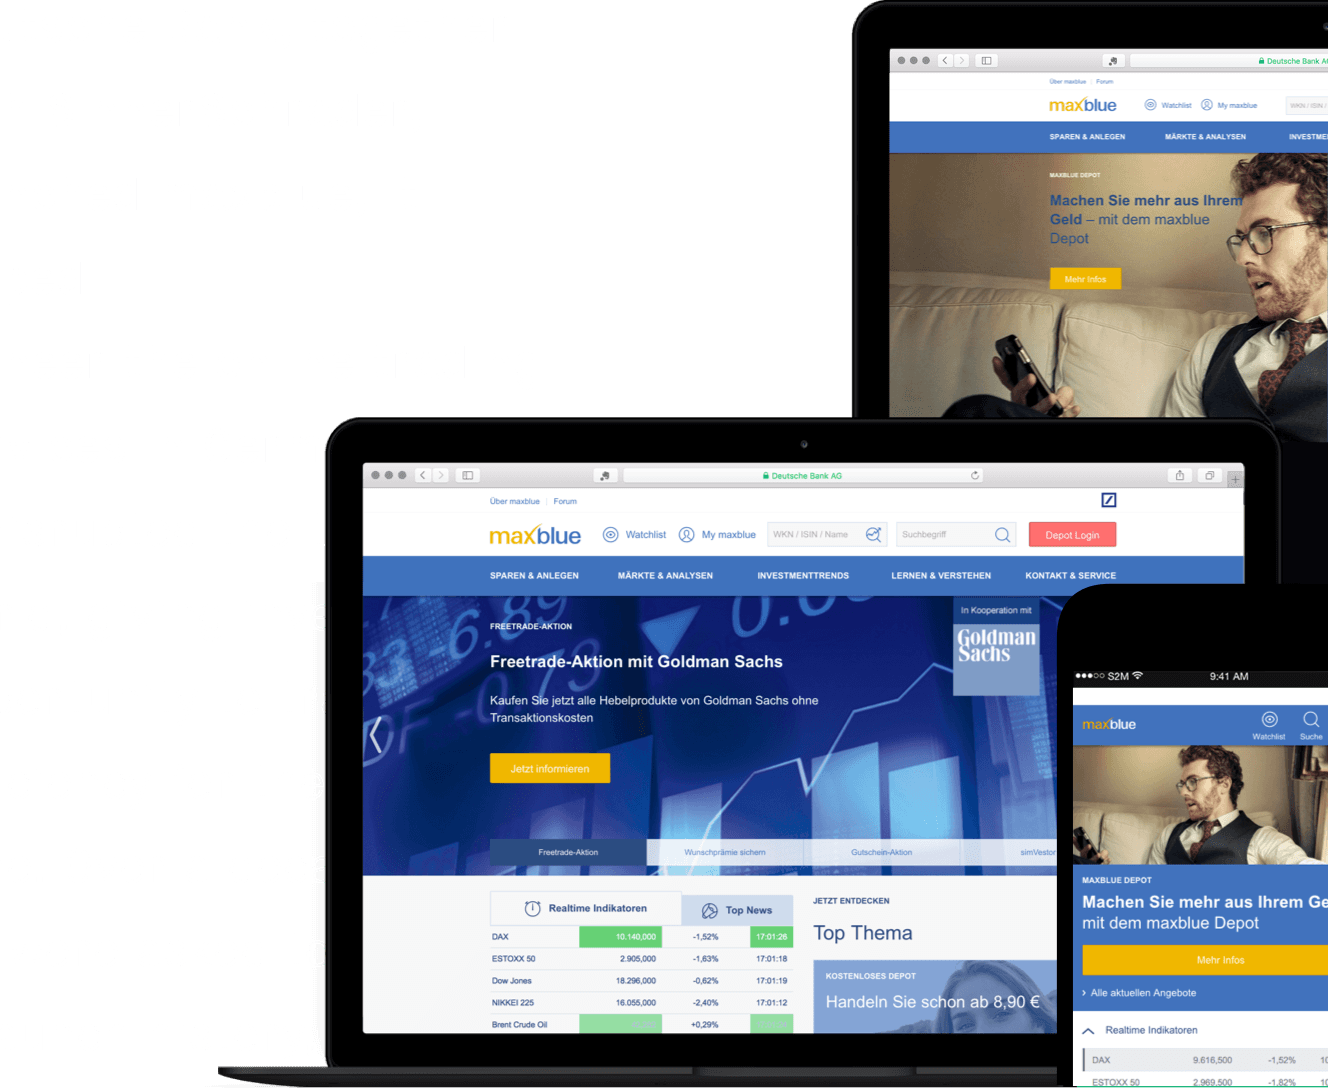 Deutsche Bank AG
Über maxblue | Forum
maxblue Watchlist My maxblue WKN / ISIN /
SPAREN & ANLEGEN MÄRKTE & ANALYSEN INVESTMEN
MAXBLUE DEPOT
Machen Sie mehr aus Ihrem
Geld – mit dem maxblue
Depot
Mehr Infos
Deutsche Bank AG
Über maxblue | Forum
maxblue Watchlist My maxblue WKN / ISIN / Name Suchbegriff Depot Login
SPAREN & ANLEGEN MÄRKTE & ANALYSEN INVESTMENTTRENDS LERNEN & VERSTEHEN KONTAKT & SERVICE
In Kooperation mit
Goldman
Sachs
FREETRADE-AKTION
Freetrade-Aktion mit Goldman Sachs
Kaufen Sie jetzt alle Hebelprodukte von Goldman Sachs ohne
Transaktionskosten
Jetzt informieren
Freetrade-Aktion Wunschprämie sichern Gutschein-Aktion simVestor
Realtime Indikatoren Top News
DAX 10.140,000 -1,52% 17:01:26
ESTOXX 50 2.905,000 -1,63% 17:01:18
Dow Jones 18.296,000 -0,62% 17:01:19
NIKKEI 225 16.055,000 -2,40% 17:01:12
Brent Crude Oil +0,29%
JETZT ENTDECKEN
Top Thema
KOSTENLOSES DEPOT
Handeln Sie schon ab 8,90 €
S2M 9:41 AM
maxblue Watchlist Suche
MAXBLUE DEPOT
Machen Sie mehr aus Ihrem Ge
mit dem maxblue Depot
Mehr Infos
Alle aktuellen Angebote
Realtime Indikatoren
DAX 9.616,500 -1,52% 10
ESTOXX 50 2.969,500 -1,82% 10